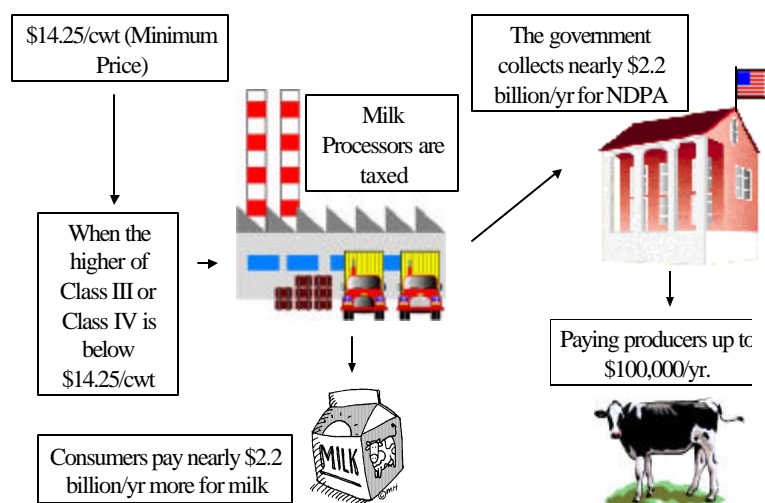 $14.25/cwt (Minimum
Price)
The government
collects nearly $2.2
billion/yr for NDPA
Milk
Processors are
taxed
When the
higher of
Class III or
Class IV is
below
$14.25/cwt
Paying producers up to
$100,000/yr.
Consumers pay nearly $2.2
billion/yr more for milk
MILK
©MH